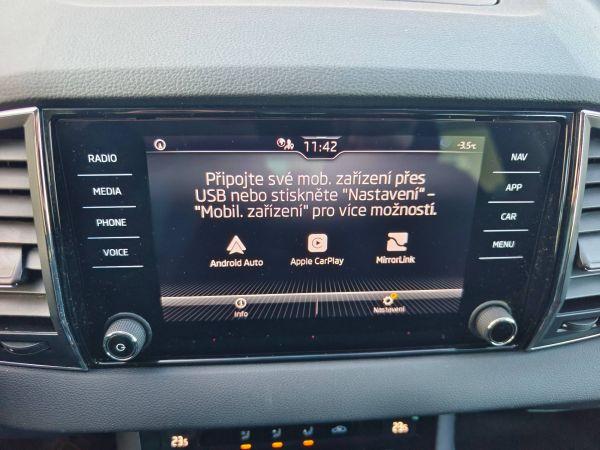 11:42
-3.5°C
RADIO
MEDIA
PHONE
VOICE
Připojte své mob. zařízení přes
USB nebo stiskněte "Nastavení" –
"Mobil. zařízení" pro více možností.
Android Auto
Apple CarPlay
MirrorLink
Info
Nastavení
NAV
APP
CAR
MENU
23.5
23.5